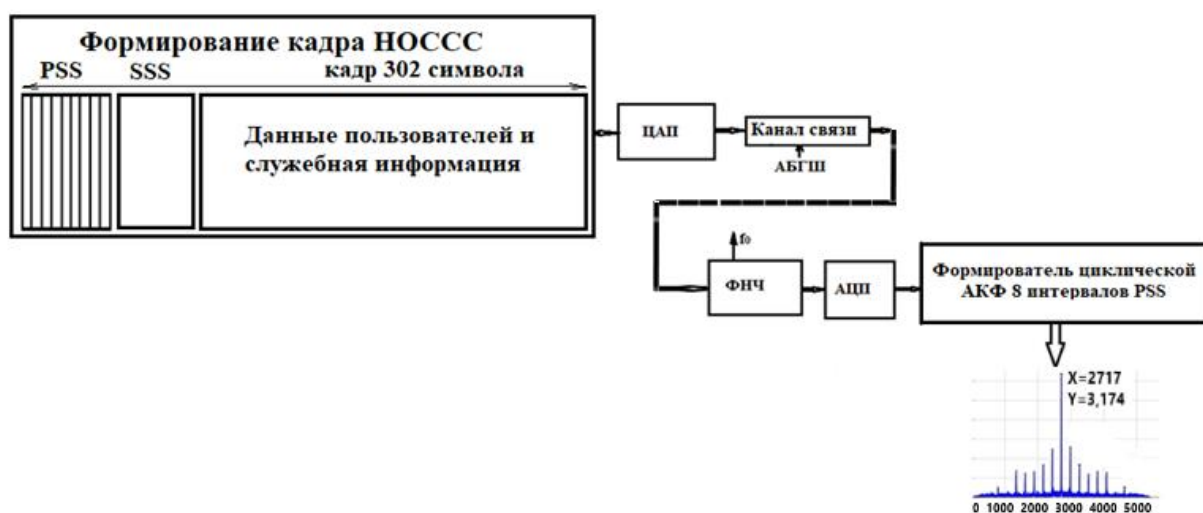 Формирование кадра НОССС
PSS SSS кадр 302 символа
Данные пользователей и
служебная информация
ЦАП
Канал связи
АБГШ
f₀
ФНЧ
АЦП
Формирователь циклической
АКФ 8 интервалов PSS
X=2717
Y=3,174
0 1000 2000 3000 4000 5000